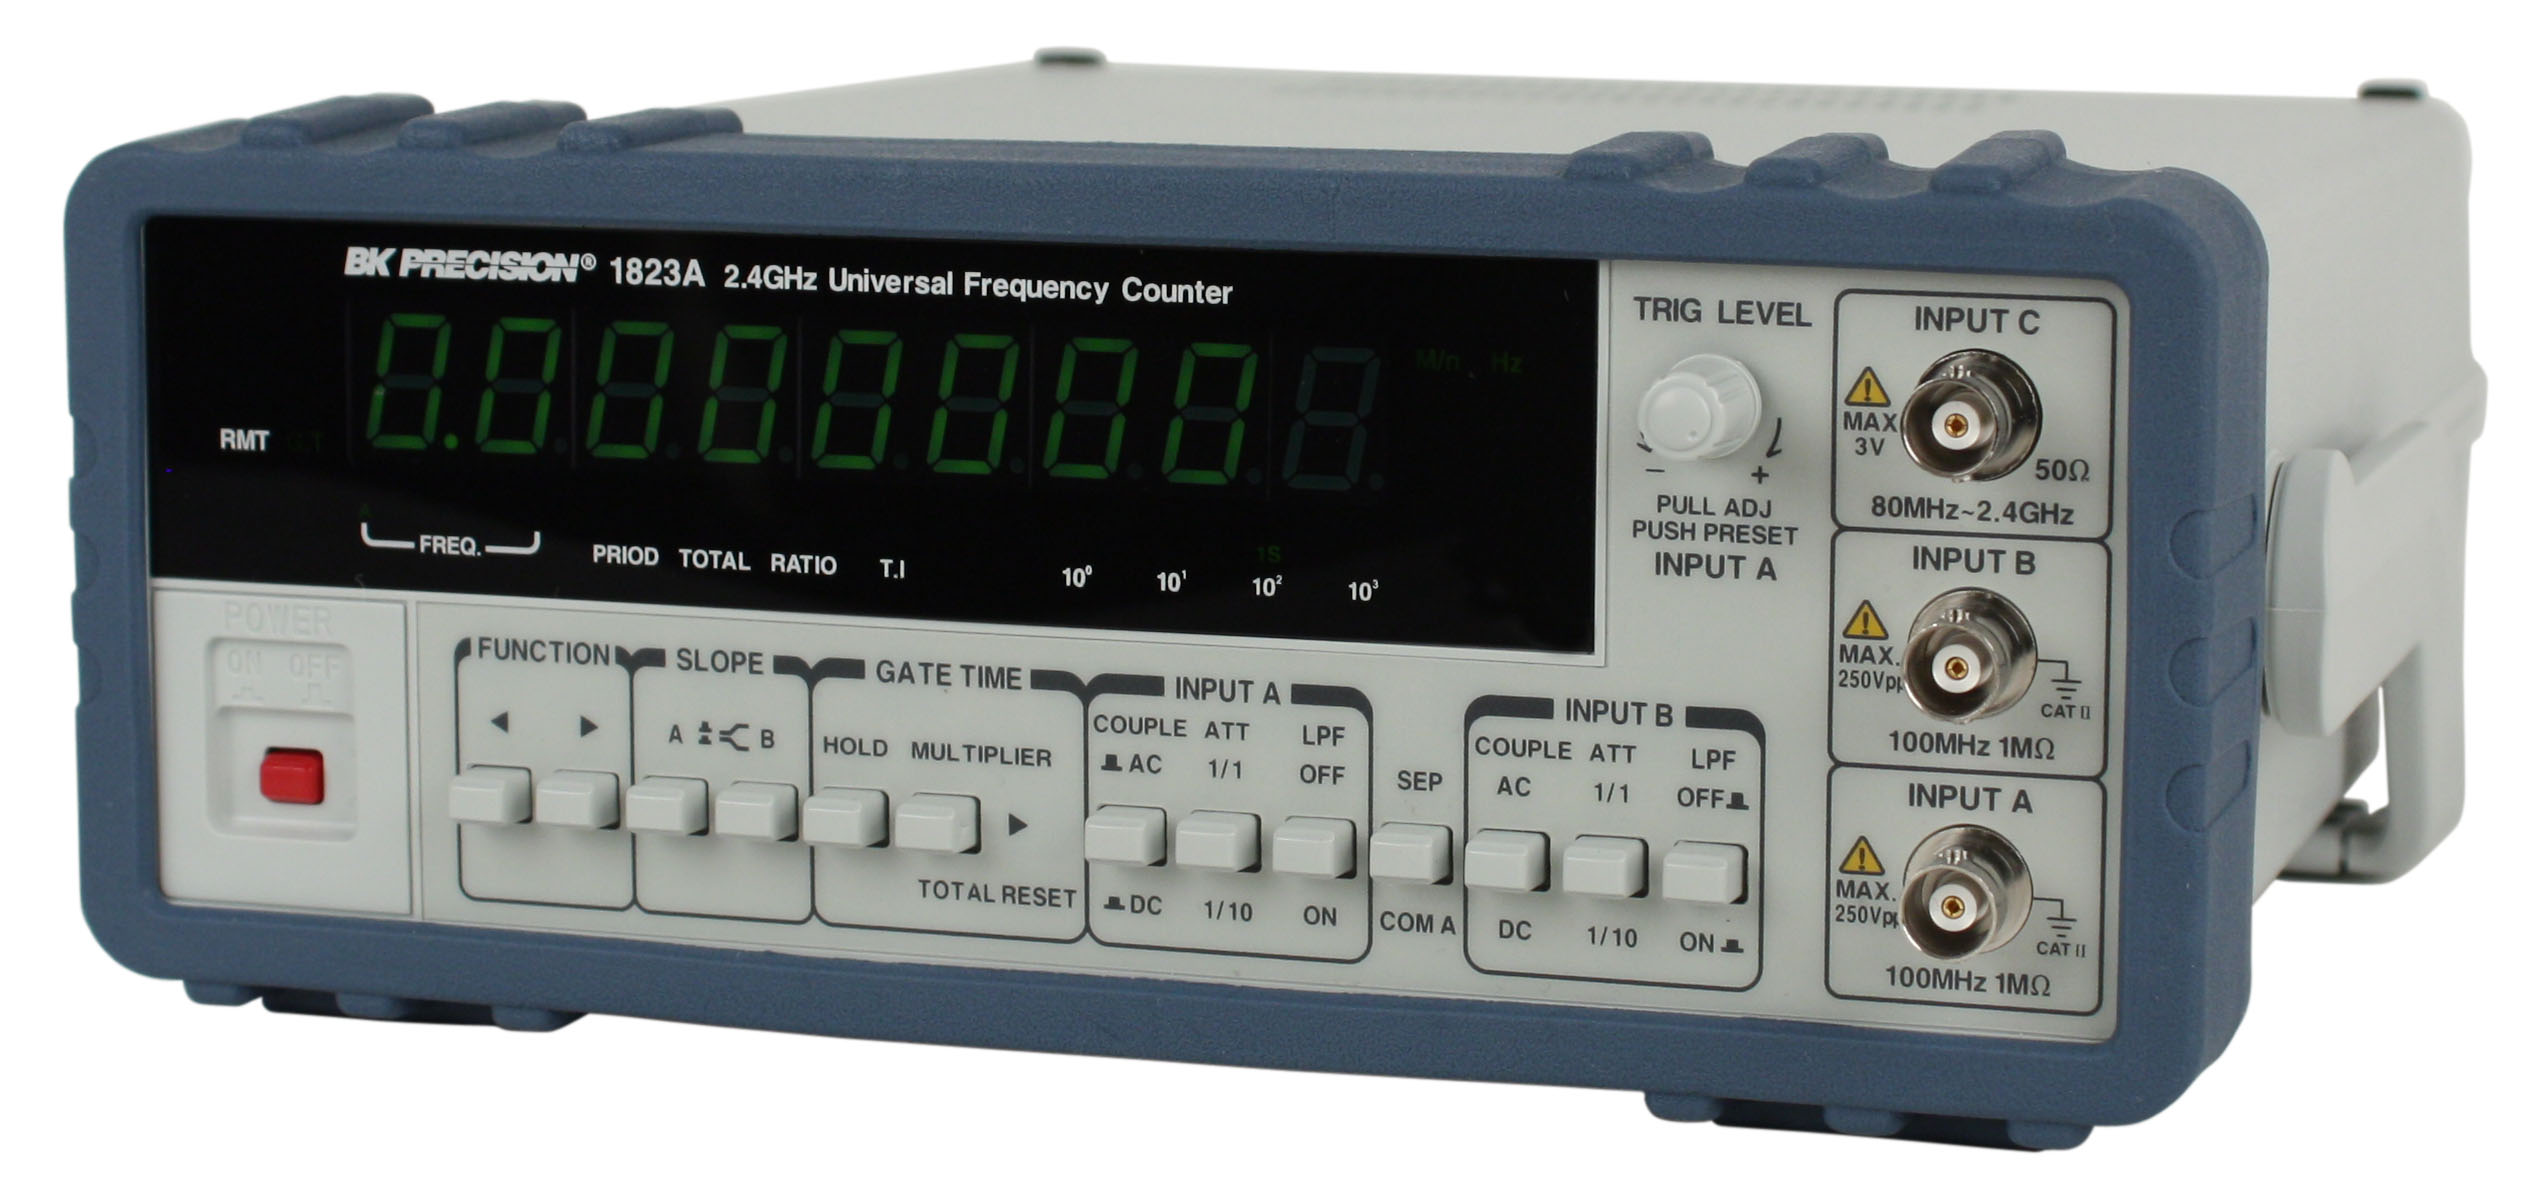 BK PRECISION® 1823A 2.4GHz Universal Frequency Counter
0.0000000
M/n Hz
RMT G.T
A
FREQ. PRIOD TOTAL RATIO T.I
1S
10⁰ 10¹ 10² 10³
TRIG LEVEL
- +
PULL ADJ
PUSH PRESET
INPUT A
INPUT C
MAX
3V
50Ω
80MHz~2.4GHz
INPUT B
MAX.
250Vpp
CAT II
100MHz 1MΩ
INPUT A
MAX.
250Vpp
CAT II
100MHz 1MΩ
POWER
ON OFF
FUNCTION
◀ ▶
SLOPE
A B
GATE TIME
HOLD MULTIPLIER
▶
TOTAL RESET
INPUT A
COUPLE ATT LPF
AC 1/1 OFF
DC 1/10 ON
SEP
COM A
INPUT B
COUPLE ATT LPF
AC 1/1 OFF
DC 1/10 ON